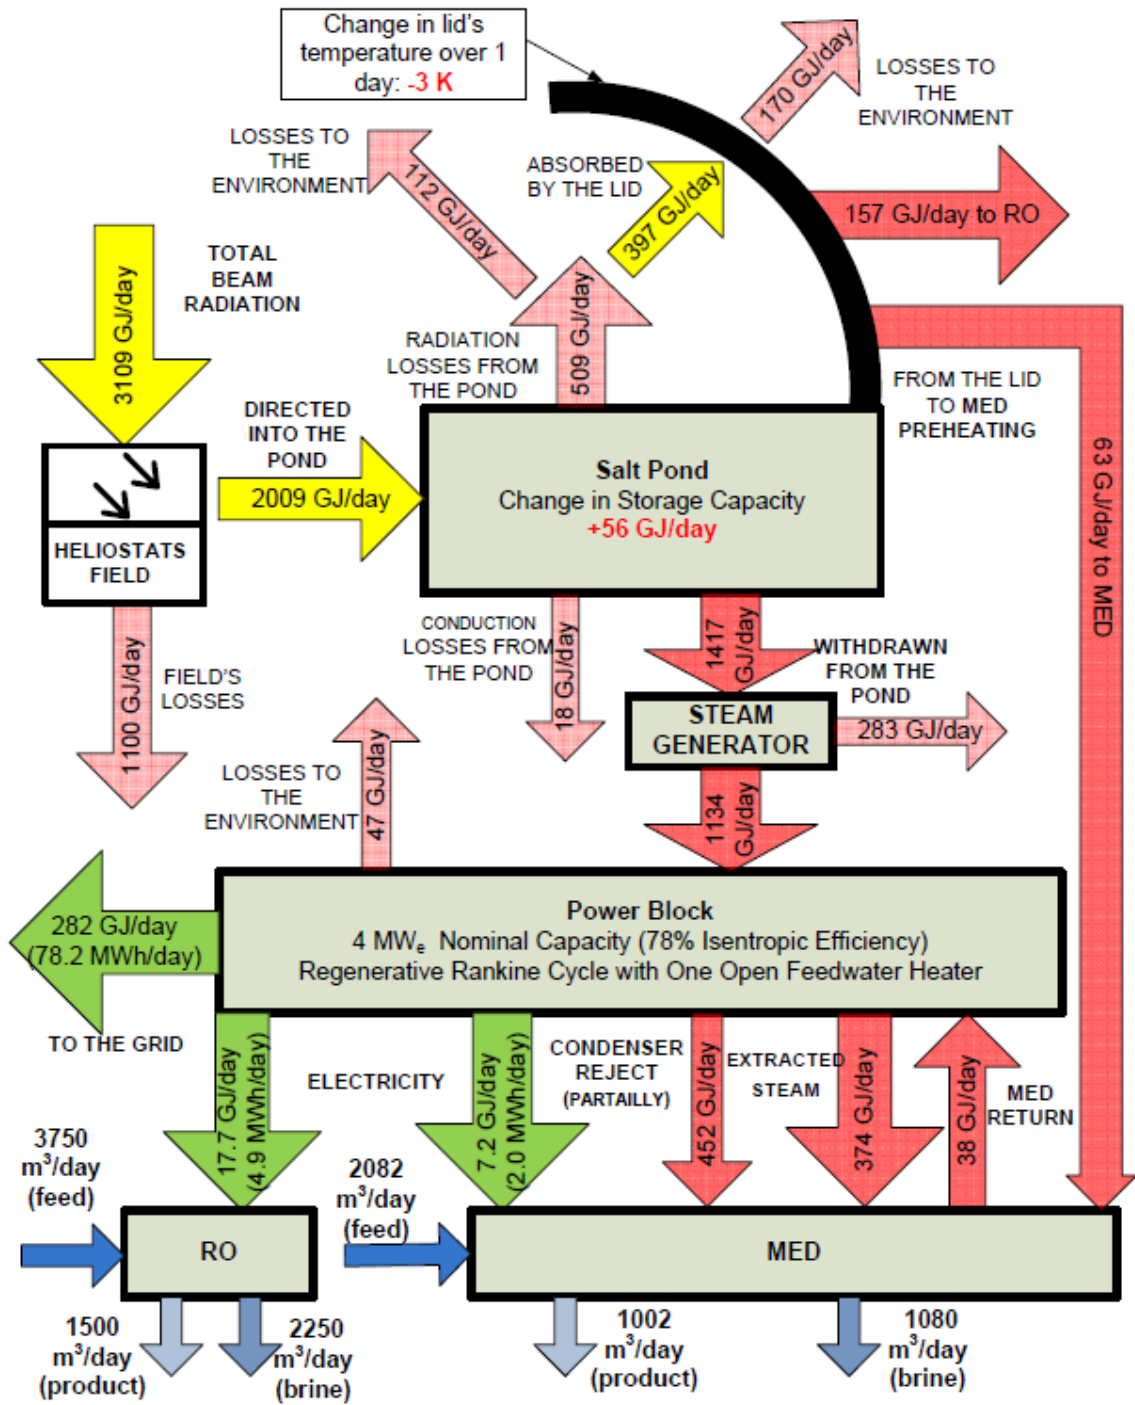 Change in lid's
temperature over 1
day: -3 K
170 GJ/day
LOSSES TO
THE
ENVIRONMENT
LOSSES TO
THE
ENVIRONMENT
112 GJ/day
ABSORBED
BY THE LID
397 GJ/day
157 GJ/day to RO
3109 GJ/day
TOTAL
BEAM
RADIATION
509 GJ/day
RADIATION
LOSSES FROM
THE POND
FROM THE LID
TO MED
PREHEATING
63 GJ/day to MED
DIRECTED
INTO THE
POND
2009 GJ/day
Salt Pond
Change in Storage Capacity
+56 GJ/day
HELIOSTATS
FIELD
1100 GJ/day
FIELD'S
LOSSES
CONDUCTION
LOSSES FROM
THE POND
18 GJ/day
1417
GJ/day
WITHDRAWN
FROM THE
POND
STEAM
GENERATOR
283 GJ/day
LOSSES TO
THE
ENVIRONMENT
47 GJ/day
1134
GJ/day
282 GJ/day
(78.2 MWh/day)
TO THE GRID
Power Block
4 MWe Nominal Capacity (78% Isentropic Efficiency)
Regenerative Rankine Cycle with One Open Feedwater Heater
17.7 GJ/day
(4.9 MWh/day)
ELECTRICITY
7.2 GJ/day
(2.0 MWh/day)
CONDENSER
REJECT
(PARTAILLY)
452 GJ/day
EXTRACTED
STEAM
374 GJ/day
38 GJ/day
MED
RETURN
3750
m³/day
(feed)
2082
m³/day
(feed)
RO
MED
1500
m³/day
(product)
2250
m³/day
(brine)
1002
m³/day
(product)
1080
m³/day
(brine)